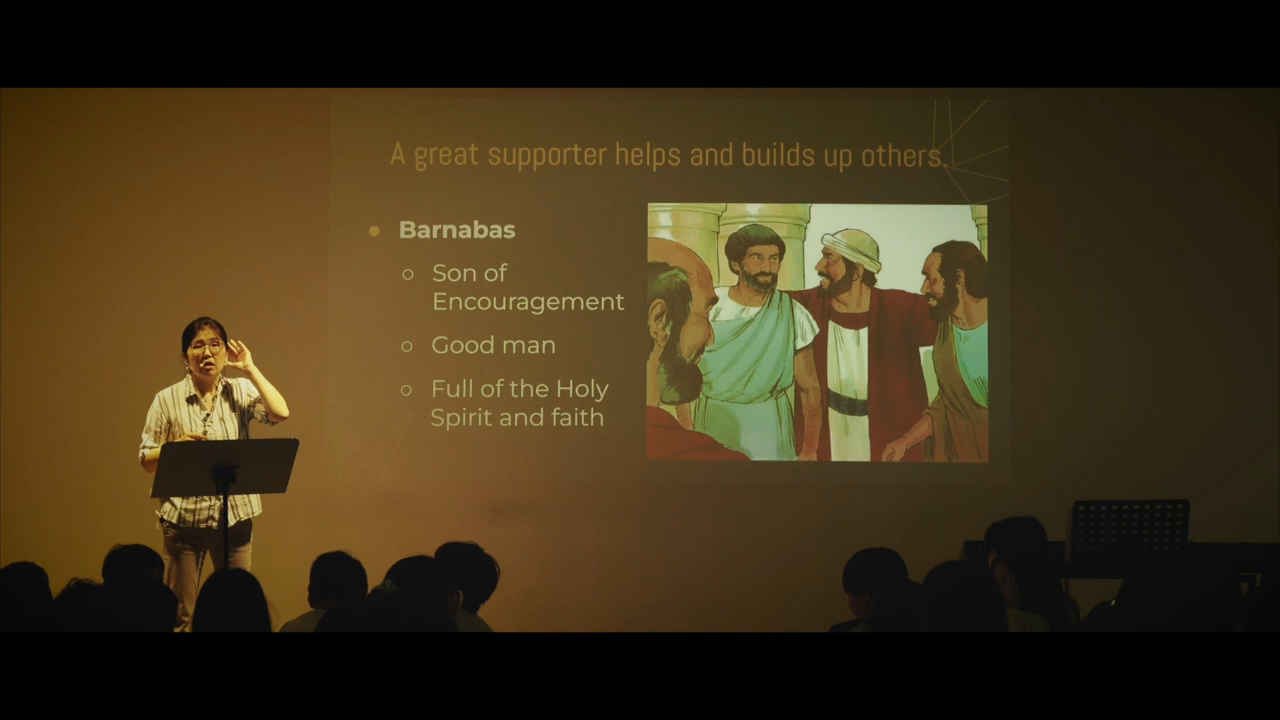 A great supporter helps and builds up others.
Barnabas
Son of
Encouragement
Good man
Full of the Holy
Spirit and faith